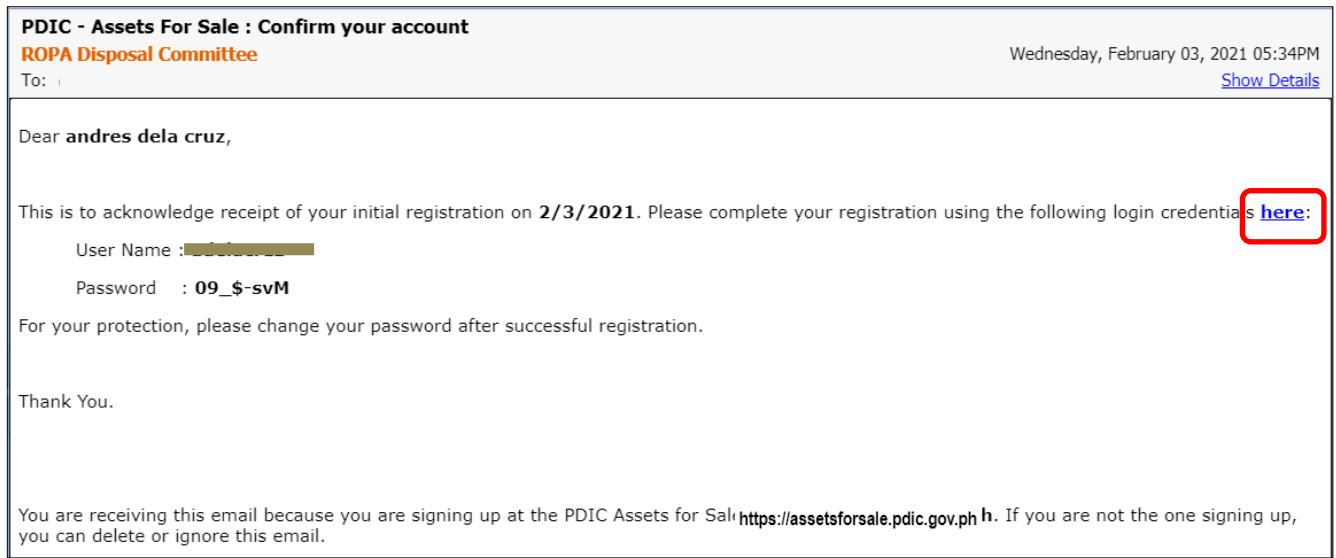 PDIC - Assets For Sale : Confirm your account
ROPA Disposal Committee Wednesday, February 03, 2021 05:34PM
To: Show Details
Dear andres dela cruz,
This is to acknowledge receipt of your initial registration on 2/3/2021. Please complete your registration using the following login credentials here:
User Name :
Password : 09_$-svM
For your protection, please change your password after successful registration.
Thank You.
You are receiving this email because you are signing up at the PDIC Assets for Sal https://assetsforsale.pdic.gov.ph h. If you are not the one signing up,
you can delete or ignore this email.